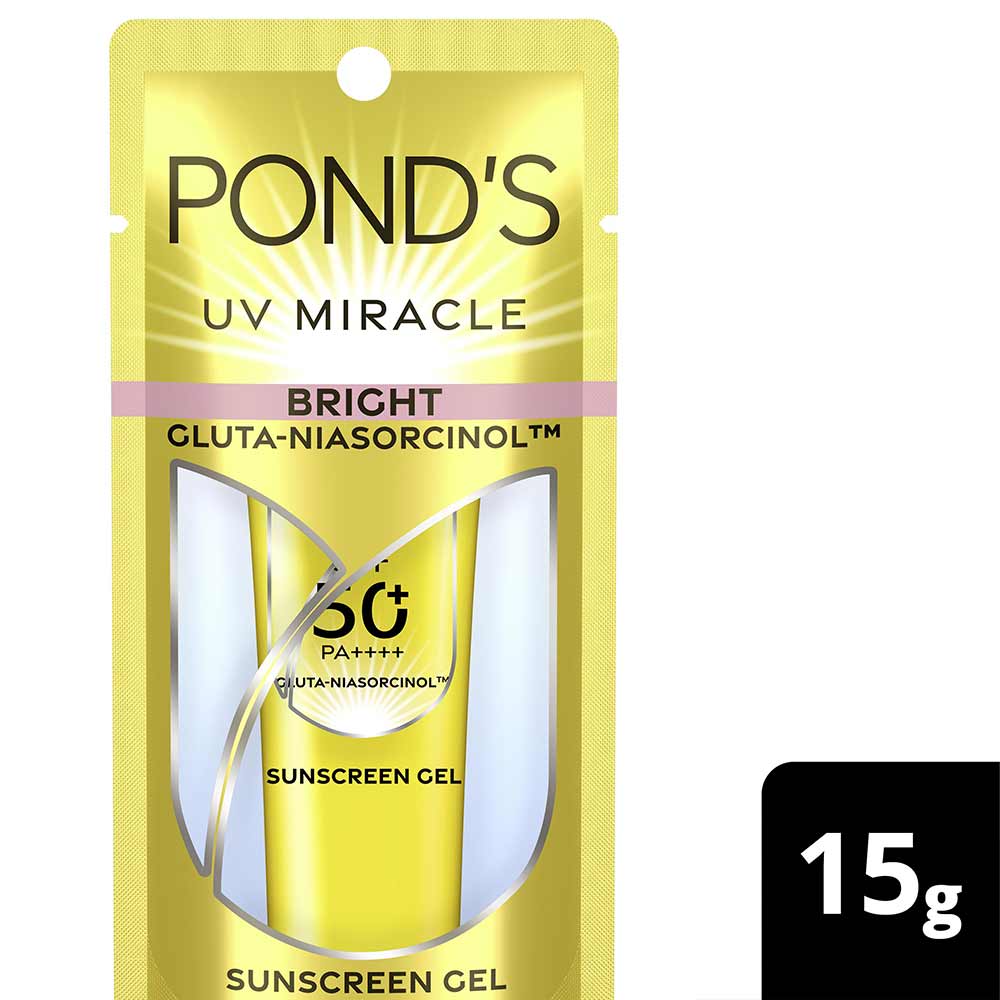 POND'S
UV MIRACLE
BRIGHT
GLUTA-NIASORCINOL™
50+
PA++++
GLUTA-NIASORCINOL™
SUNSCREEN GEL
SUNSCREEN GEL
15g